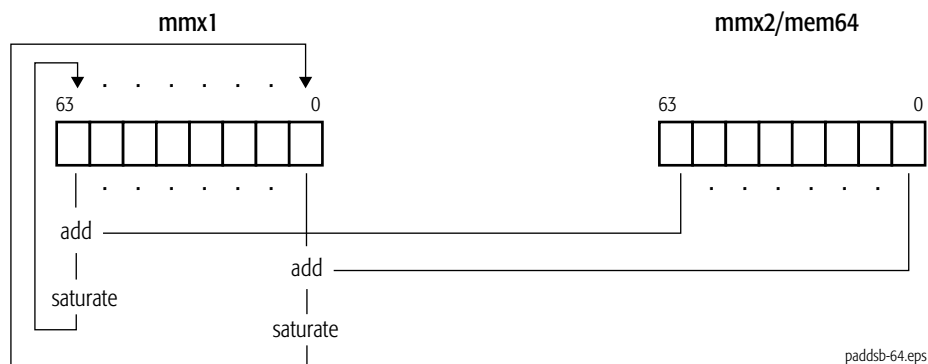 mmx1 mmx2/mem64
. . . . . .
63 0 63 0
. . . . . . . . . . . .
add
add
saturate
saturate
paddsb-64.eps